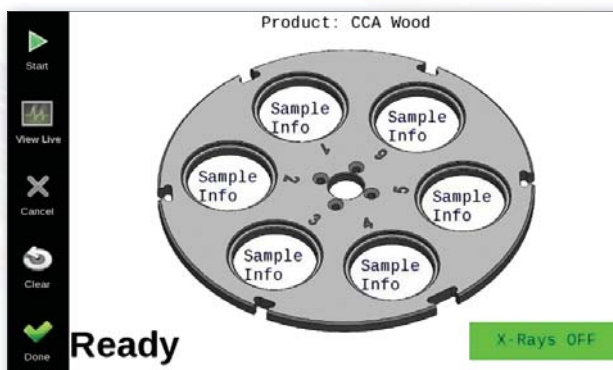 Product: CCA Wood
Start
View Live
Cancel
Clear
Done
Sample
Info
1
Sample
Info
6
Sample
Info
2
Sample
Info
5
Sample
Info
3
Sample
Info
4
Ready
X-Rays OFF